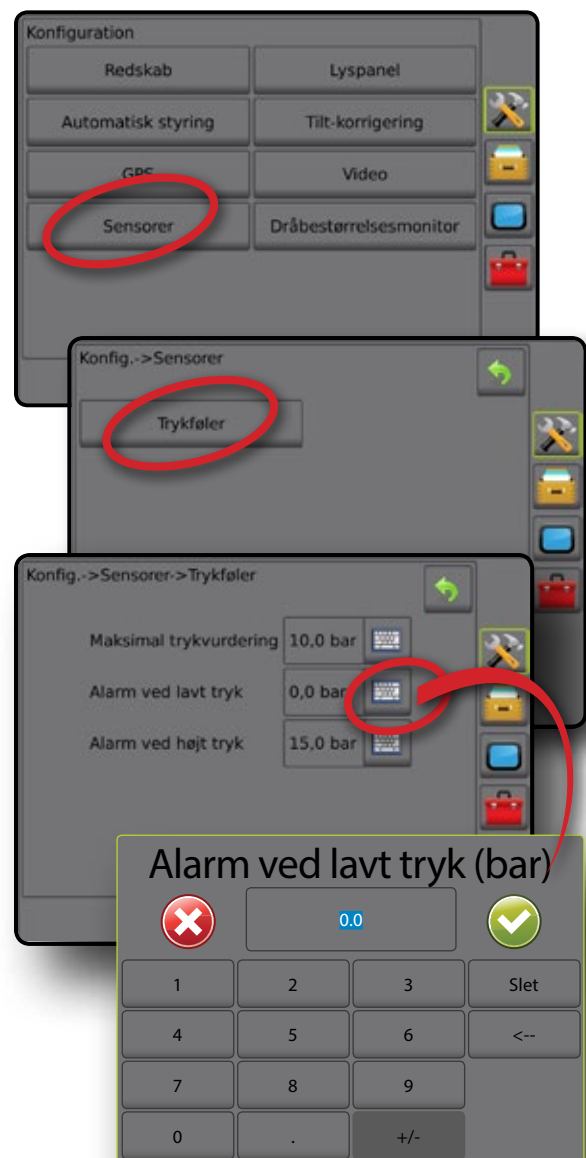 Konfiguration
Redskab Lyspanel
Automatisk styring Tilt-korrigering
GPS Video
Sensorer Dråbestørrelsesmonitor
Konfig.->Sensorer
Trykføler
Konfig.->Sensorer->Trykføler
Maksimal trykvurdering 10,0 bar
Alarm ved lavt tryk 0,0 bar
Alarm ved højt tryk 15,0 bar
Alarm ved lavt tryk (bar)
0.0
1 2 3 Slet
4 5 6 <--
7 8 9
0 . +/-